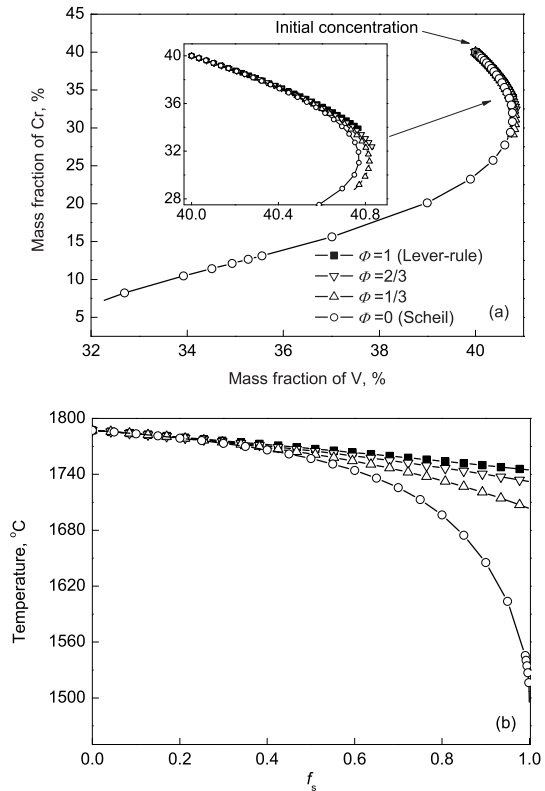 45
40
35
30
25
20
15
10
5
Mass fraction of Cr, %
Initial concentration
40
36
32
28
40.0 40.4 40.8
Φ=1 (Lever-rule)
Φ=2/3
Φ=1/3
Φ=0 (Scheil)
(a)
32 34 36 38 40
Mass fraction of V, %
1800
1740
1680
1620
1560
1500
Temperature, °C
(b)
0.0 0.2 0.4 0.6 0.8 1.0
fs